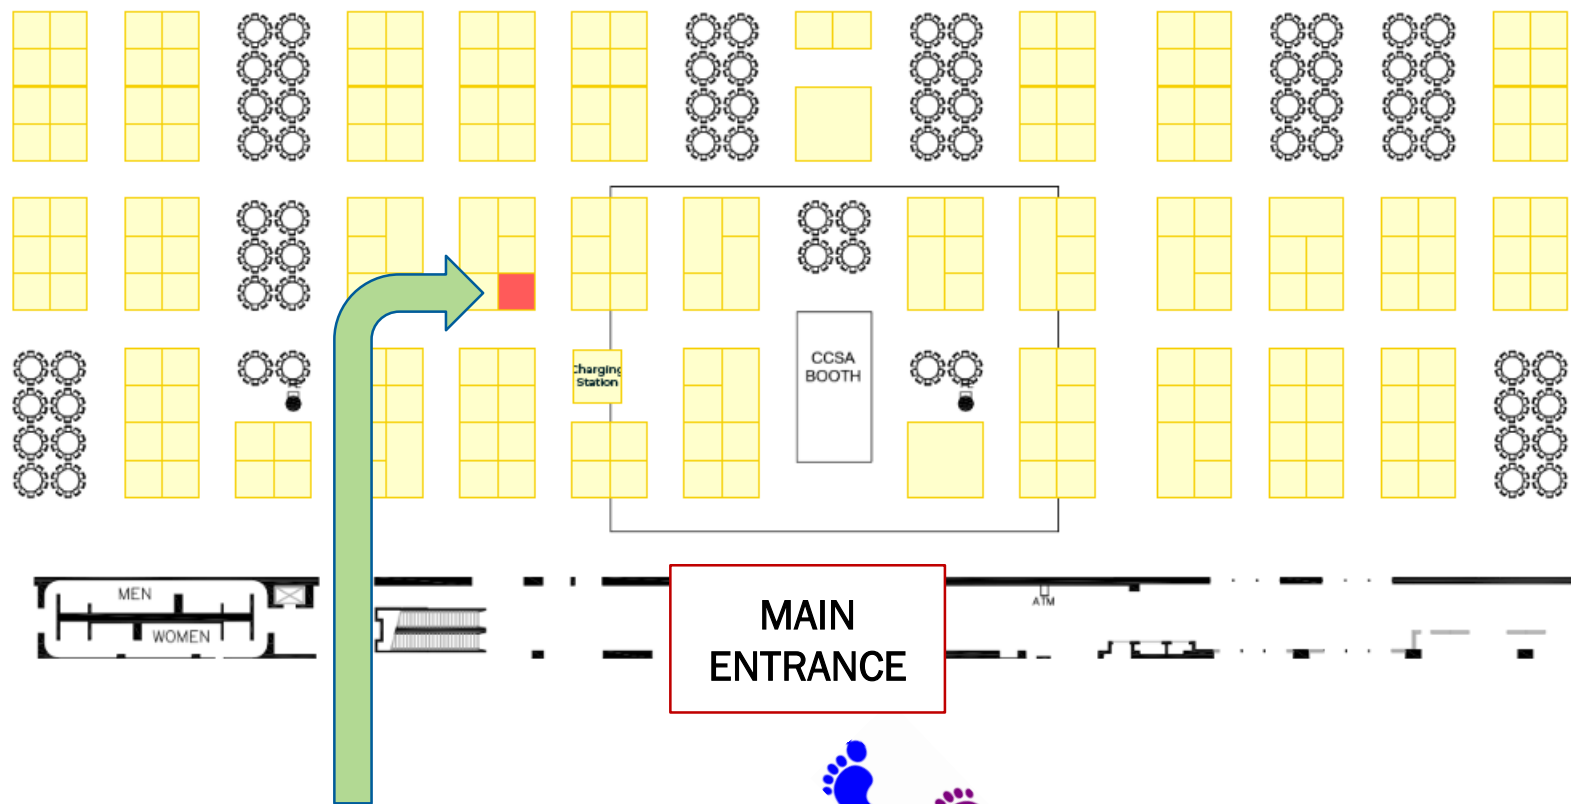 Charging
Station
CCSA
BOOTH
MEN
WOMEN
ATM
MAIN
ENTRANCE